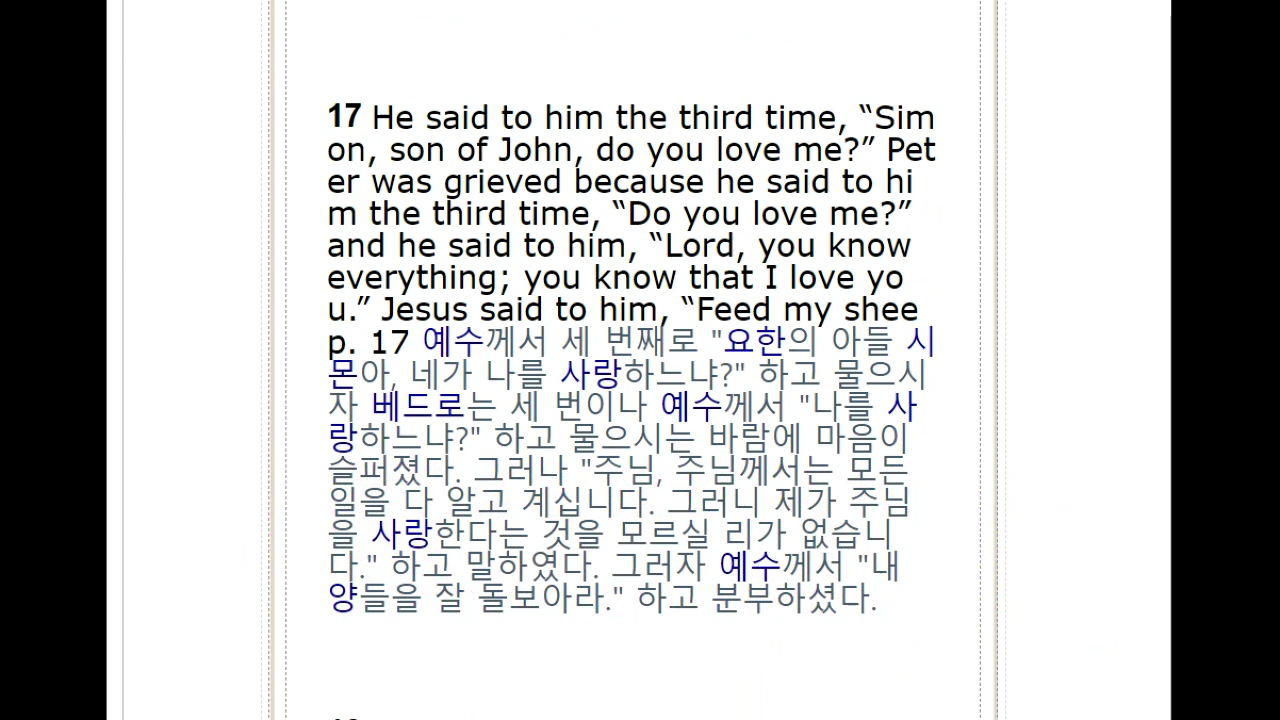 17 He said to him the third time, “Sim
on, son of John, do you love me?” Pet
er was grieved because he said to hi
m the third time, “Do you love me?”
and he said to him, “Lord, you know
everything; you know that I love yo
u.” Jesus said to him, “Feed my shee
p. 17 예수께서 세 번째로 "요한의 아들 시
몬아, 네가 나를 사랑하느냐?" 하고 물으시
자 베드로는 세 번이나 예수께서 "나를 사
랑하느냐?" 하고 물으시는 바람에 마음이
슬퍼졌다. 그러나 "주님, 주님께서는 모든
일을 다 알고 계십니다. 그러니 제가 주님
을 사랑한다는 것을 모르실 리가 없습니
다." 하고 말하였다. 그러자 예수께서 "내
양들을 잘 돌보아라." 하고 분부하셨다.